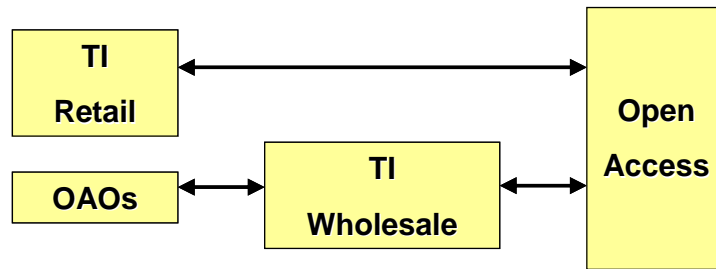 TI
Retail
OAOs
TI
Wholesale
Open
Access